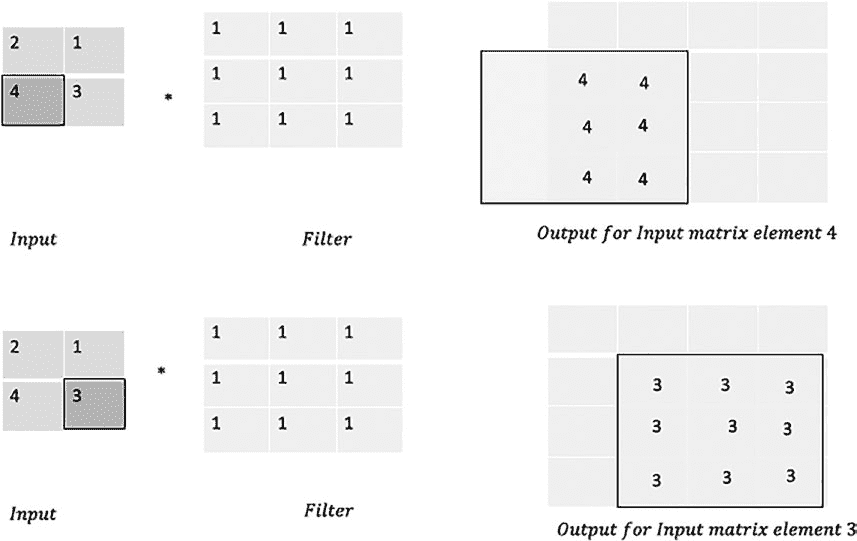 2 1
4 3
*
1 1 1
1 1 1
1 1 1
4 4
4 4
4 4
Input
Filter
Output for Input matrix element 4
2 1
4 3
*
1 1 1
1 1 1
1 1 1
3 3 3
3 3 3
3 3 3
Input
Filter
Output for Input matrix element 3